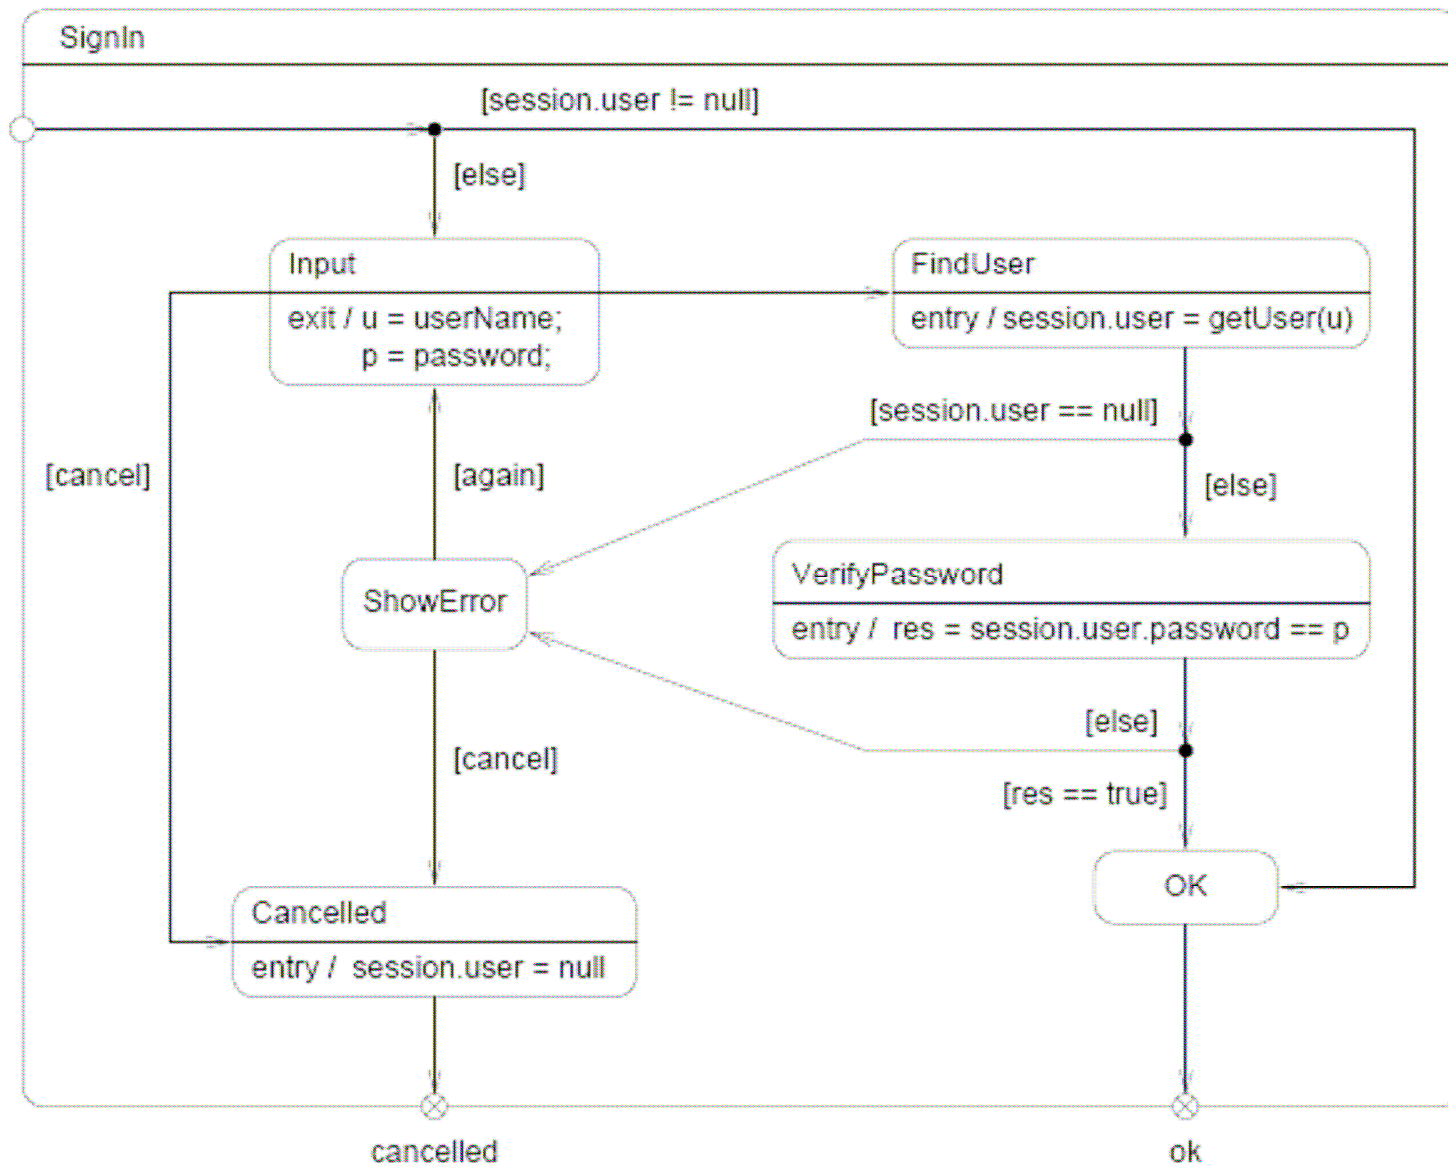 SignIn
[session.user != null]
[else]
Input
exit / u = userName;
p = password;
FindUser
entry / session.user = getUser(u)
[session.user == null]
[cancel]
[again]
[else]
VerifyPassword
entry / res = session.user.password == p
ShowError
[else]
[cancel]
[res == true]
OK
Cancelled
entry / session.user = null
cancelled
ok